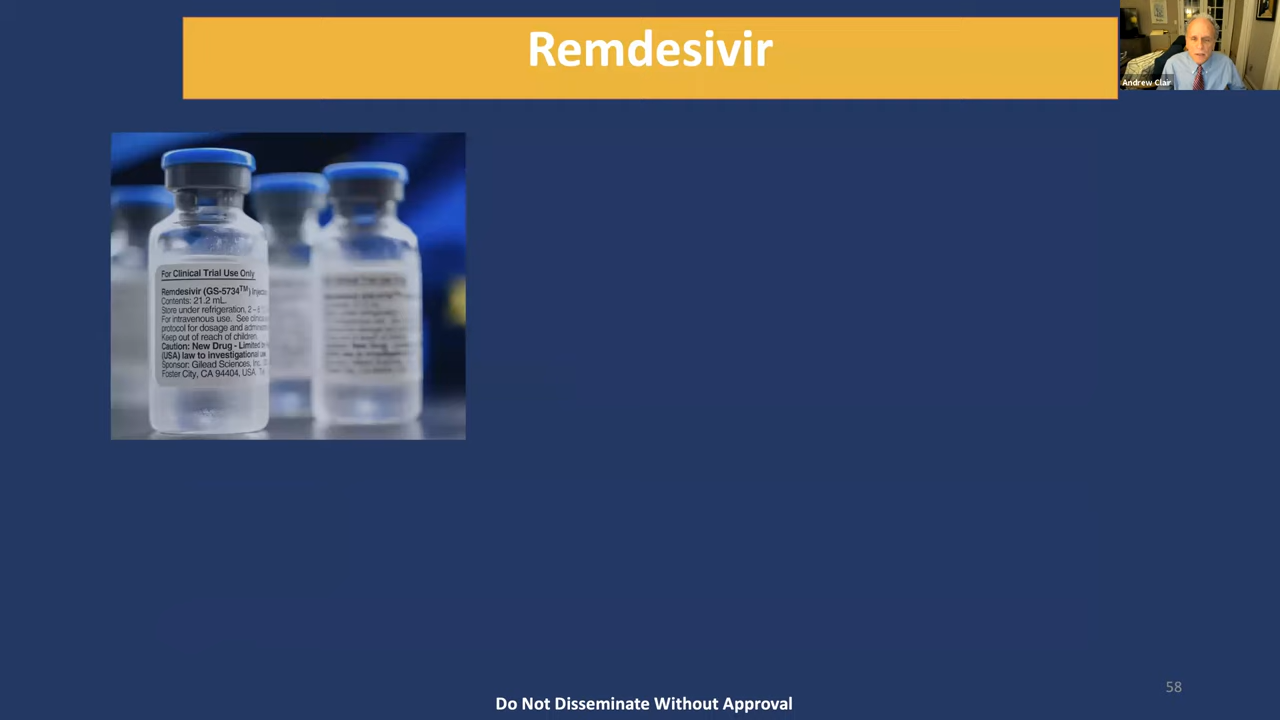 Remdesivir
Andrew Clair
For Clinical Trial Use Only
Remdesivir (GS-5734™)
Contents: 21.2 mL.
Store under refrigration, 2 –
For intravenous use. See
protocol for dosage and
Keep out of reach of children.
Caution: New Drug - Limited
(USA) law to investigational
Sponsor: Gilead Sciences, Inc.
Foster City, CA 94404, USA
58
Do Not Disseminate Without Approval